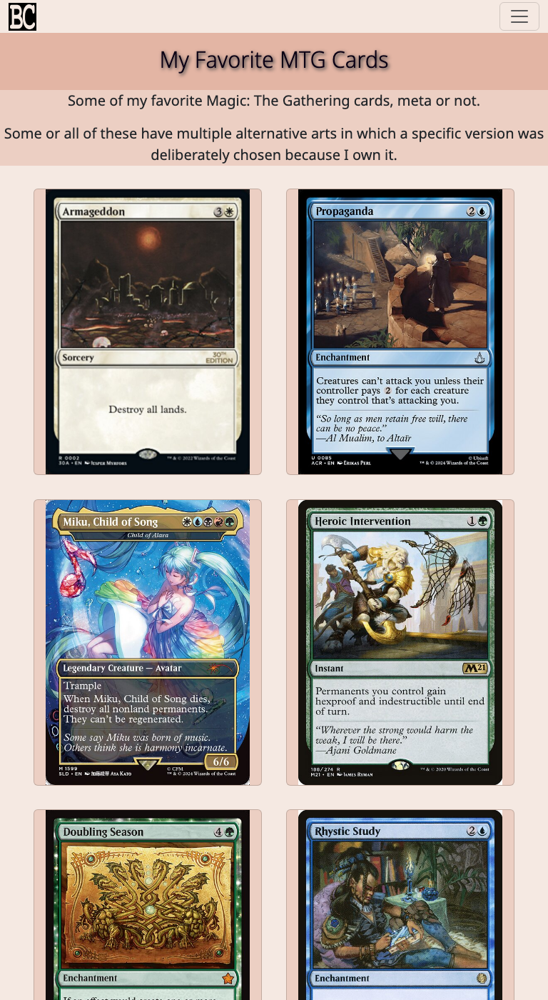 BC
My Favorite MTG Cards
Some of my favorite Magic: The Gathering cards, meta or not.
Some or all of these have multiple alternative arts in which a specific version was
deliberately chosen because I own it.
Armageddon 3
Sorcery 30TH EDITION
Destroy all lands.
R 0002
30A • EN Jesper Myrfors ™ & © 2022 Wizards of the Coast
Propaganda 2
Enchantment
Creatures can't attack you unless their
controller pays 2 for each creature
they control that's attacking you.
“So long as men retain free will, there
can be no peace.”
—Al Mualim, to Altaïr
U 0085 © Ubisoft
ACR • EN Erikas Perl ™ & © 2024 Wizards of the Coast
Miku, Child of Song
Child of Alara
Legendary Creature — Avatar
Trample
When Miku, Child of Song dies,
destroy all nonland permanents.
They can't be regenerated.
Some say Miku was born of music.
Others think she is harmony incarnate.
6/6
M 1599 © CFM
SLD • EN 加藤綾華 Aya Kato ™ & © 2024 Wizards of the Coast
Heroic Intervention 1
Instant M21
Permanents you control gain
hexproof and indestructible until end
of turn.
“Wherever the strong would harm the
weak, I will be there.”
—Ajani Goldmane
188/274 R
M21 • EN James Ryman ™ & © 2020 Wizards of the Coast
Doubling Season 4
Enchantment
Rhystic Study 2
Enchantment